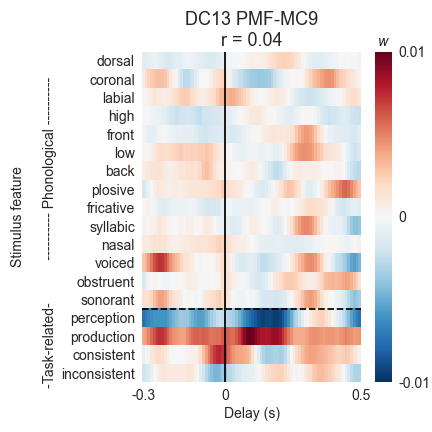 DC13 PMF-MC9
r = 0.04
w
dorsal
coronal
labial
high
front
low
back
plosive
fricative
syllabic
nasal
voiced
obstruent
sonorant
perception
production
consistent
inconsistent
Stimulus feature
-Task-related- ---------- Phonological ----------
-0.3 0 0.5
Delay (s)
0.01
0
-0.01